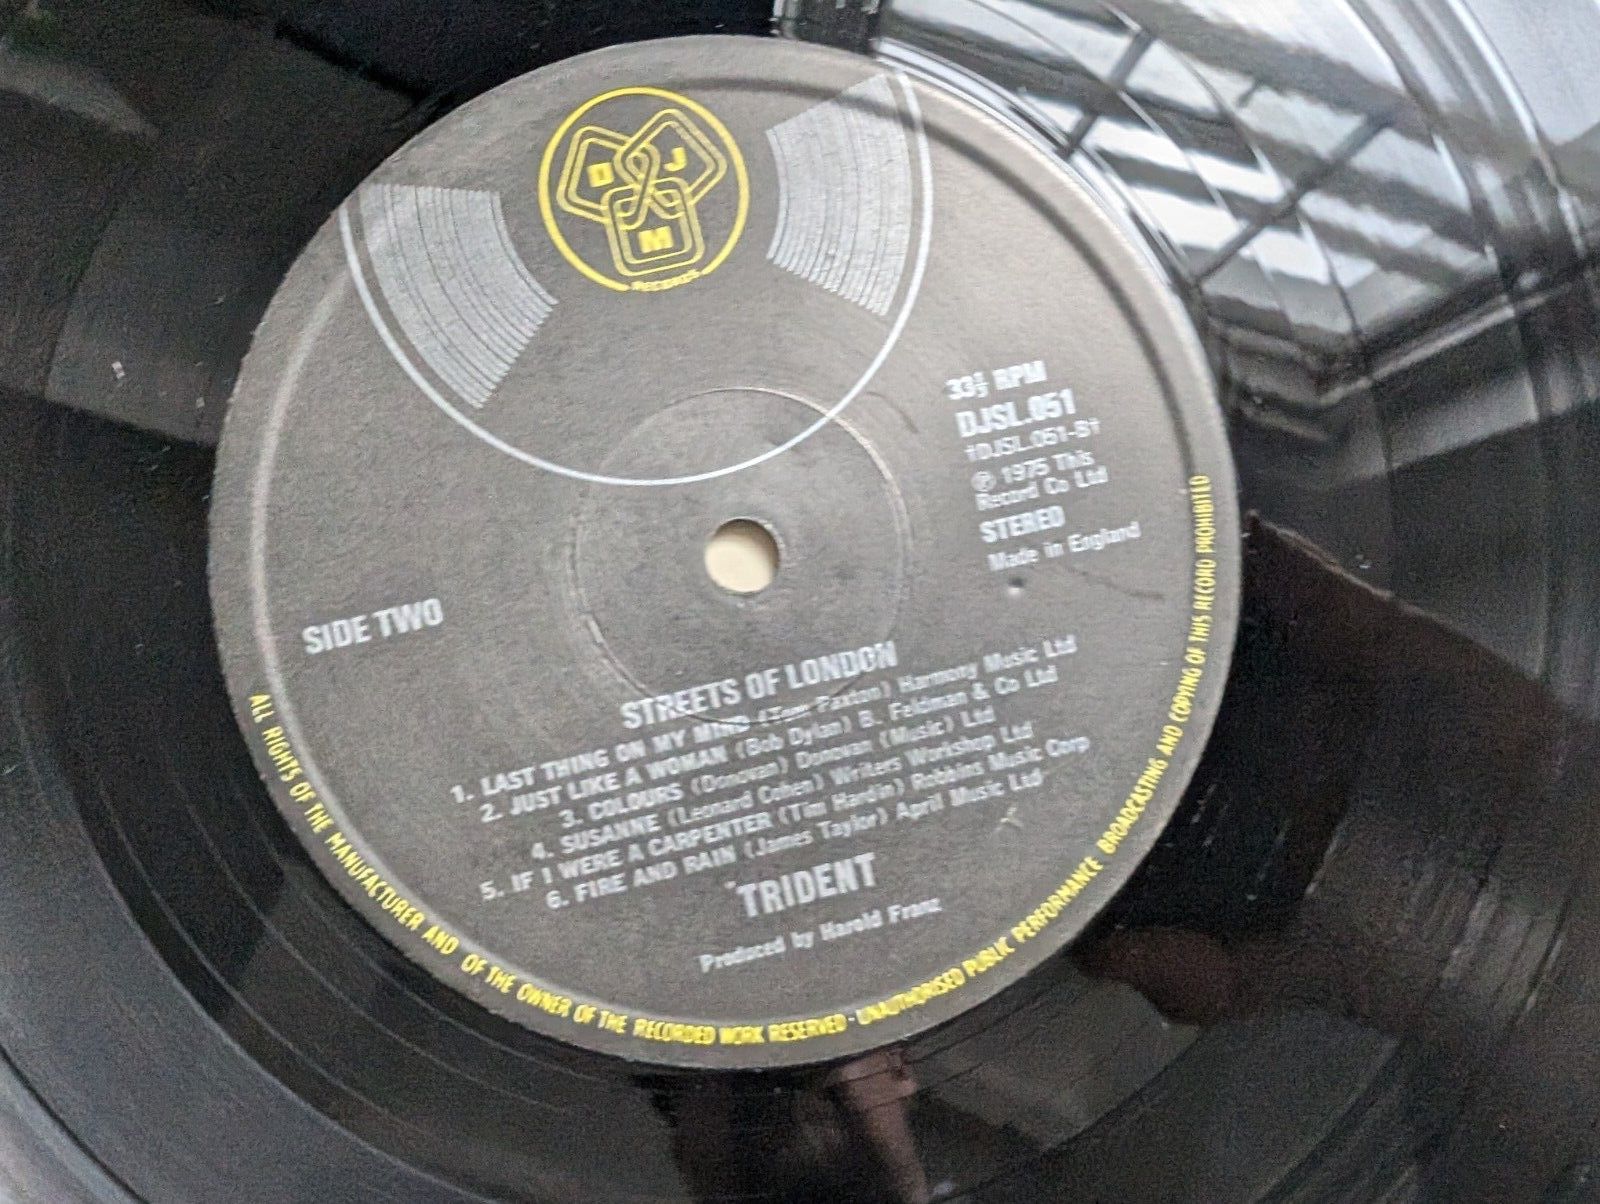 D J
M
RECORDS
33⅓ RPM
DJSL.051
†DJSL.051-B†
℗ 1975 This
Record Co Ltd
STEREO
Made in England
SIDE TWO
STREETS OF LONDON
1. LAST THING ON MY MIND (Tom Paxton) Harmony Music Ltd
2. JUST LIKE A WOMAN (Bob Dylan) B. Feldman & Co Ltd
3. COLOURS (Donovan) Donovan (Music) Ltd
4. SUSANNE (Leonard Cohen) Writers Workshop Ltd
5. IF I WERE A CARPENTER (Tim Hardin) Robbins Music Corp
6. FIRE AND RAIN (James Taylor) April Music Ltd
TRIDENT
Produced by Harold Franz
ALL RIGHTS OF THE MANUFACTURER AND OF THE OWNER OF THE RECORDED WORK RESERVED · UNAUTHORISED PUBLIC PERFORMANCE BROADCASTING AND COPYING OF THIS RECORD PROHIBITED